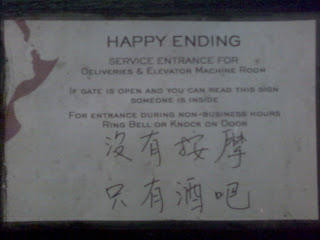 HAPPY ENDING
SERVICE ENTRANCE FOR
DELIVERIES & ELEVATOR MACHINE ROOM
IF GATE IS OPEN AND YOU CAN READ THIS SIGN
SOMEONE IS INSIDE
FOR ENTRANCE DURING NON-BUSINESS HOURS
RING BELL OR KNOCK ON DOOR
沒有按摩
只有酒吧